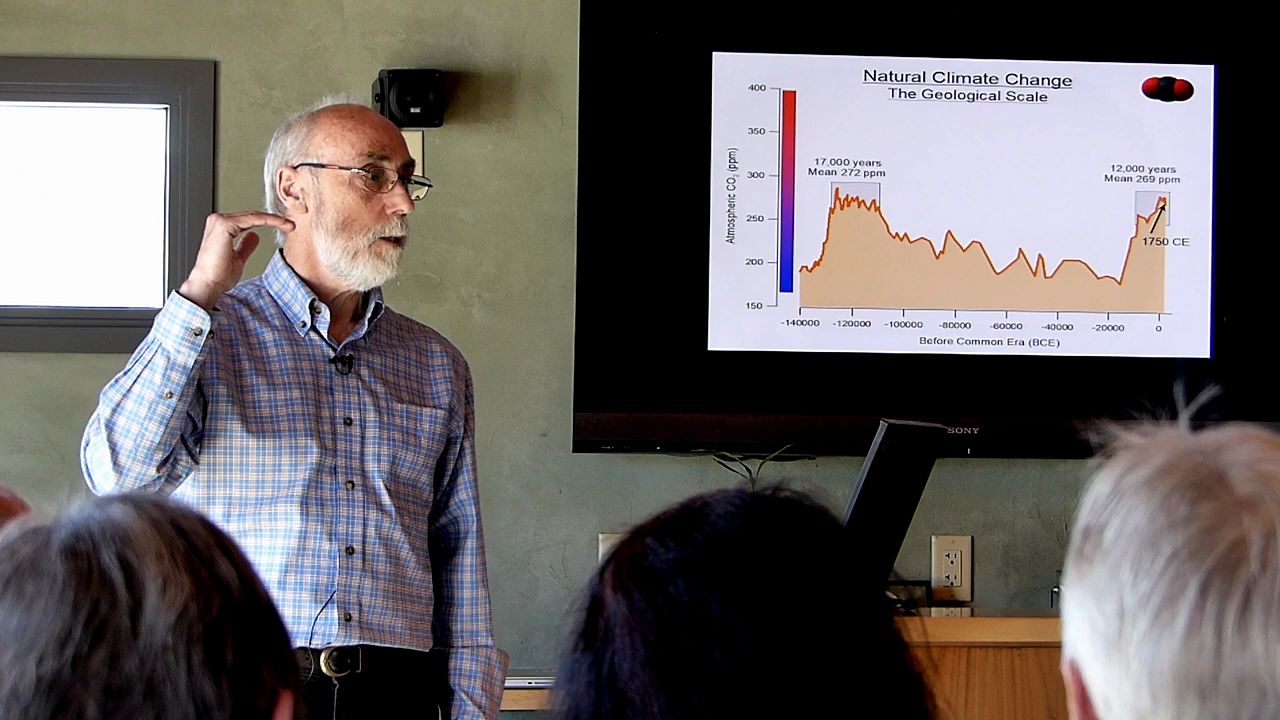 Natural Climate Change
The Geological Scale
400
350
300
250
200
150
Atmospheric CO₂ (ppm)
17,000 years
Mean 272 ppm
12,000 years
Mean 269 ppm
1750 CE
-140000 -120000 -100000 -80000 -60000 -40000 -20000 0
Before Common Era (BCE)
SONY